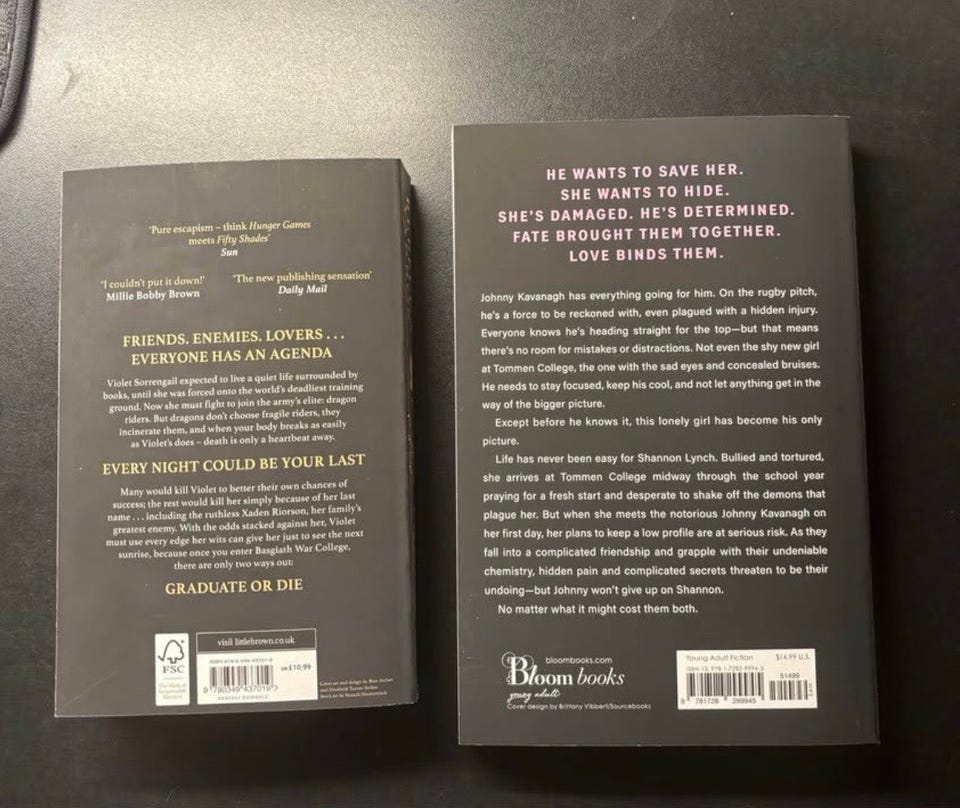 'Pure escapism – think Hunger Games
meets Fifty Shades'
Sun
'I couldn't put it down!'
Millie Bobby Brown
'The new publishing sensation'
Daily Mail
FRIENDS. ENEMIES. LOVERS . . .
EVERYONE HAS AN AGENDA
Violet Sorrengail expected to live a quiet life surrounded by
books, until she was forced onto the world's deadliest training
ground. Now she must fight to join the army's elite: dragon
riders. But dragons don't choose fragile riders, they
incinerate them, and when your body breaks as easily
as Violet's does – death is only a heartbeat away.
EVERY NIGHT COULD BE YOUR LAST
Many would kill Violet to better their own chances of
success; the rest would kill her simply because of her last
name . . . including the ruthless Xaden Riorson, her family's
greatest enemy. With the odds stacked against her, Violet
must use every edge her wits can give her just to see the next
sunrise, because once you enter Basgiath War College,
there are only two ways out:
GRADUATE OR DIE
FSC
visit littlebrown.co.uk
UK £10.99
9 780349 437019
HE WANTS TO SAVE HER.
SHE WANTS TO HIDE.
SHE'S DAMAGED. HE'S DETERMINED.
FATE BROUGHT THEM TOGETHER.
LOVE BINDS THEM.
Johnny Kavanagh has everything going for him. On the rugby pitch,
he's a force to be reckoned with, even plagued with a hidden injury.
Everyone knows he's heading straight for the top—but that means
there's no room for mistakes or distractions. Not even the shy new girl
at Tommen College, the one with the sad eyes and concealed bruises.
He needs to stay focused, keep his cool, and not let anything get in the
way of the bigger picture.
Except before he knows it, this lonely girl has become his only
picture.
Life has never been easy for Shannon Lynch. Bullied and tortured,
she arrives at Tommen College midway through the school year
praying for a fresh start and desperate to shake off the demons that
plague her. But when she meets the notorious Johnny Kavanagh on
her first day, her plans to keep a low profile are at serious risk. As they
fall into a complicated friendship and grapple with their undeniable
chemistry, hidden pain and complicated secrets threaten to be their
undoing—but Johnny won't give up on Shannon.
No matter what it might cost them both.
bloombooks.com
Bloom books
young adult
Cover design by Brittany Vibbert/Sourcebooks
Young Adult Fiction
$14.99 U.S.
ISBN-13: 978-1-7282-9994-5
51499
9 781728 299945
EAN